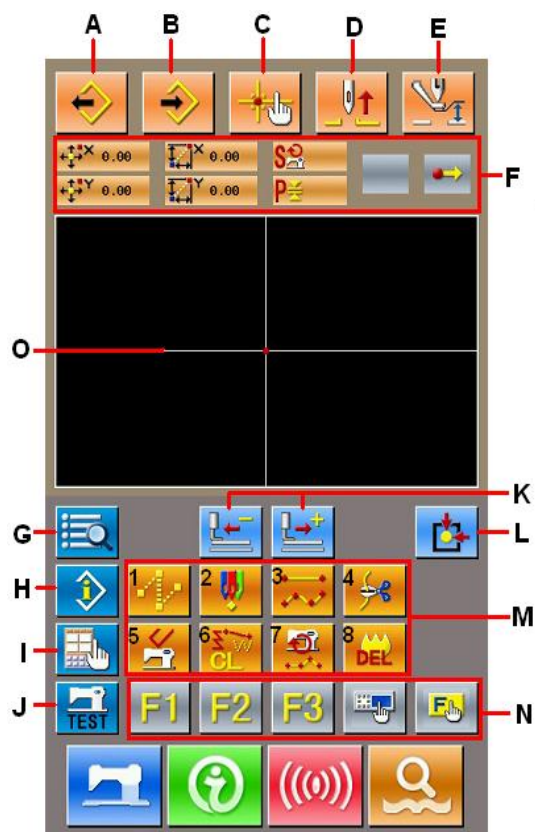 A B C D E
X 0.00 X 0.00 S
Y 0.00 Y 0.00 P
F
O
K
G L
H 1 2 3 4
M
I 5 6 CL 7 8 DEL
J TEST F1 F2 F3 F N